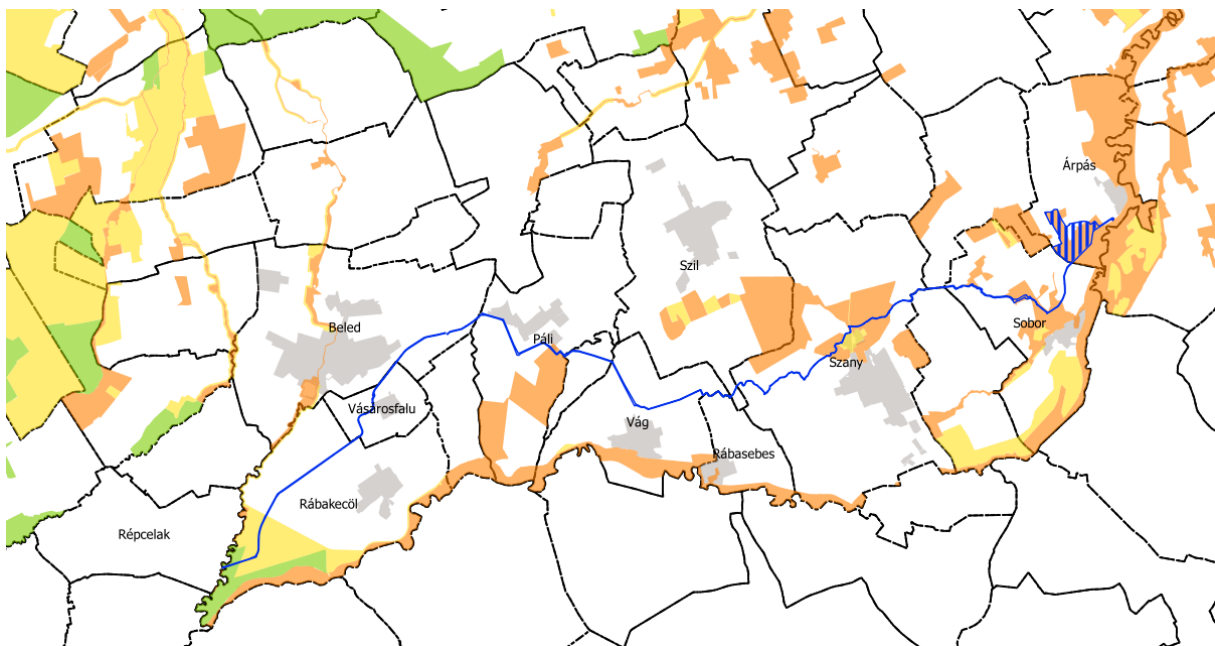 Árpás
Szil
Sobor
Beled
Páli
Szany
Vásárosfalu
Vág
Rábasebes
Rábakecöl
Répcelak